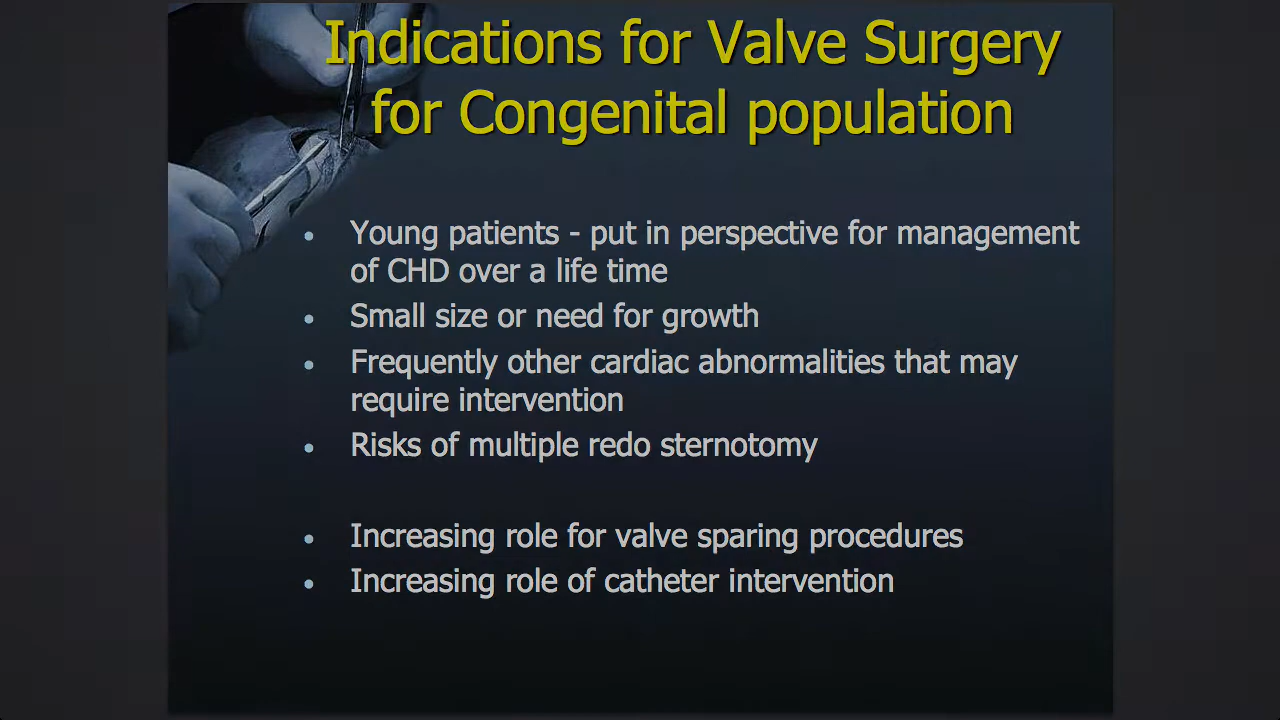 Indications for Valve Surgery
for Congenital population
• Young patients - put in perspective for management
of CHD over a life time
• Small size or need for growth
• Frequently other cardiac abnormalities that may
require intervention
• Risks of multiple redo sternotomy
• Increasing role for valve sparing procedures
• Increasing role of catheter intervention